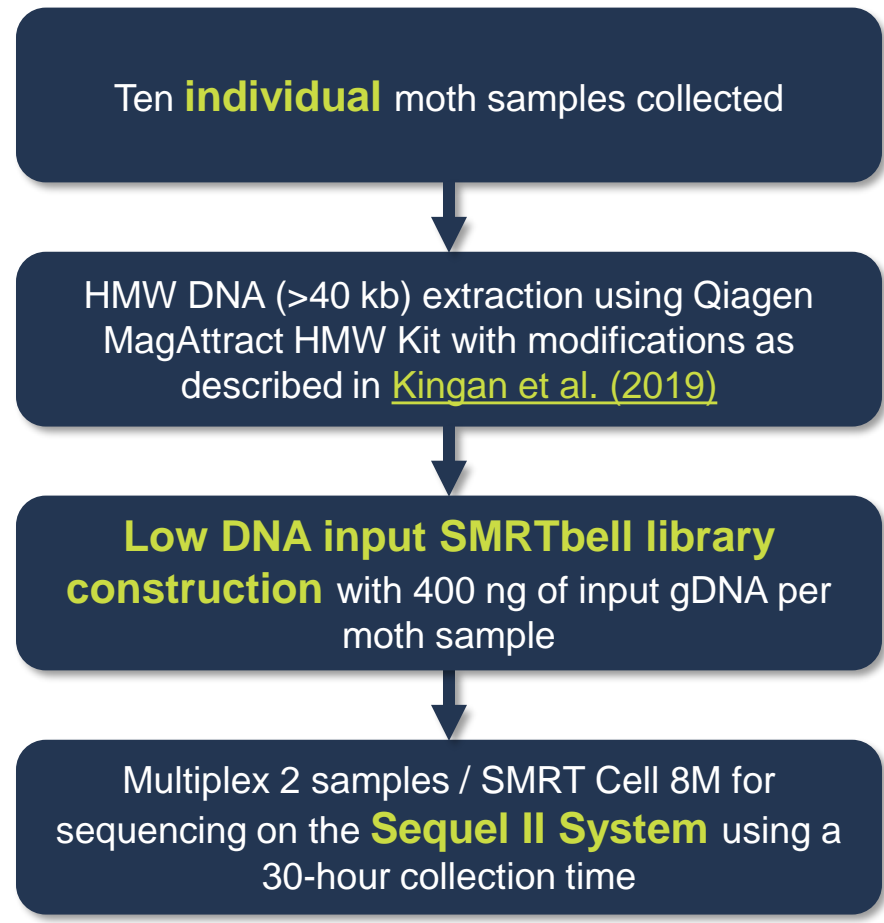 Ten individual moth samples collected
HMW DNA (>40 kb) extraction using Qiagen
MagAttract HMW Kit with modifications as
described in Kingan et al. (2019)
Low DNA input SMRTbell library
construction with 400 ng of input gDNA per
moth sample
Multiplex 2 samples / SMRT Cell 8M for
sequencing on the Sequel II System using a
30-hour collection time